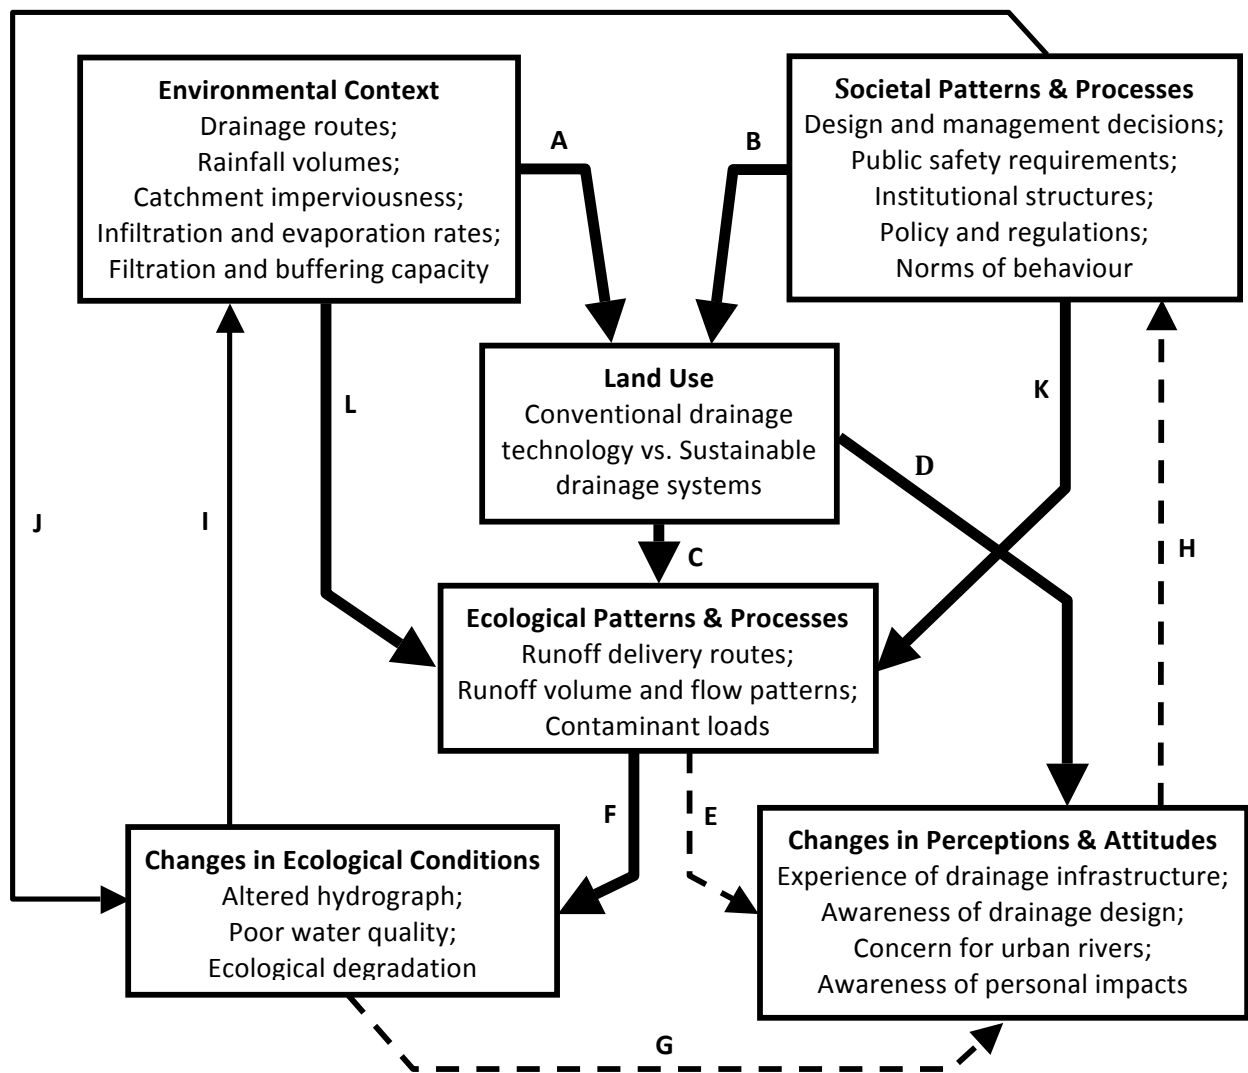 Environmental Context
Drainage routes;
Rainfall volumes;
Catchment imperviousness;
Infiltration and evaporation rates;
Filtration and buffering capacity
A
B
Societal Patterns & Processes
Design and management decisions;
Public safety requirements;
Institutional structures;
Policy and regulations;
Norms of behaviour
Land Use
Conventional drainage
technology vs. Sustainable
drainage systems
L
K
D
J
I
C
H
Ecological Patterns & Processes
Runoff delivery routes;
Runoff volume and flow patterns;
Contaminant loads
F
E
Changes in Ecological Conditions
Altered hydrograph;
Poor water quality;
Ecological degradation
Changes in Perceptions & Attitudes
Experience of drainage infrastructure;
Awareness of drainage design;
Concern for urban rivers;
Awareness of personal impacts
G